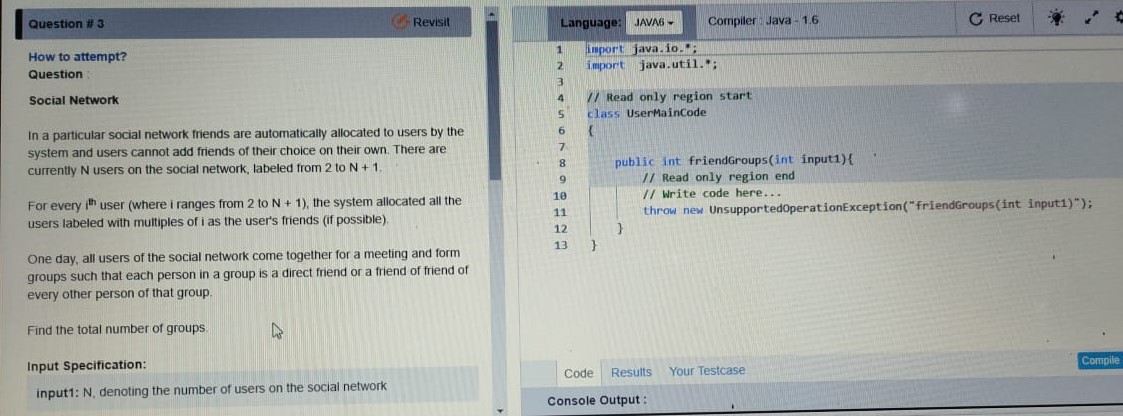 Question # 3
Revisit
How to attempt?
Question :
Social Network
In a particular social network friends are automatically allocated to users by the
system and users cannot add friends of their choice on their own. There are
currently N users on the social network, labeled from 2 to N + 1.
For every ith user (where i ranges from 2 to N + 1), the system allocated all the
users labeled with multiples of i as the user's friends (if possible).
One day, all users of the social network come together for a meeting and form
groups such that each person in a group is a direct friend or a friend of friend of
every other person of that group.
Find the total number of groups.
Input Specification:
input1: N, denoting the number of users on the social network
Language: JAVA6
Compiler : Java - 1.6
Reset
1 import java.io.*;
2 import java.util.*;
3
4 // Read only region start
5 class UserMainCode
6 {
7
8 public int friendGroups(int input1){
9 // Read only region end
10 // Write code here...
11 throw new UnsupportedOperationException("friendGroups(int input1)");
12 }
13 }
Compile
Code Results Your Testcase
Console Output :